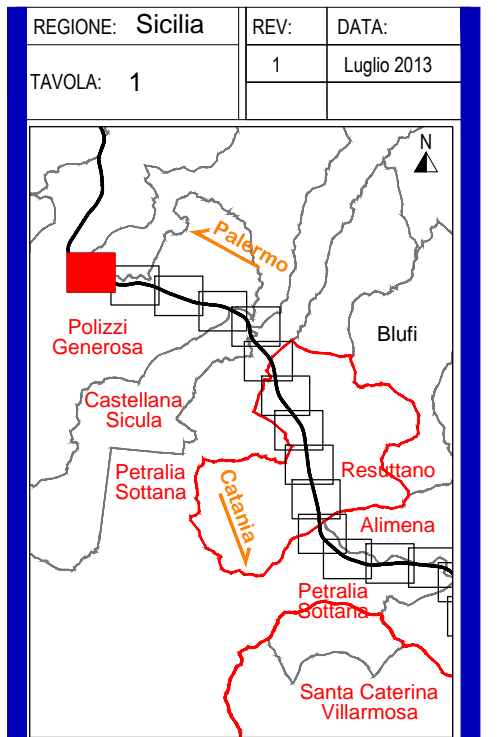 REGIONE: Sicilia
REV:
DATA:
TAVOLA: 1
1
Luglio 2013
N
Palermo
Polizzi
Generosa
Blufi
Castellana
Sicula
Petralia
Sottana
Catania
Resuttano
Alimena
Petralia
Sottana
Santa Caterina
Villarmosa